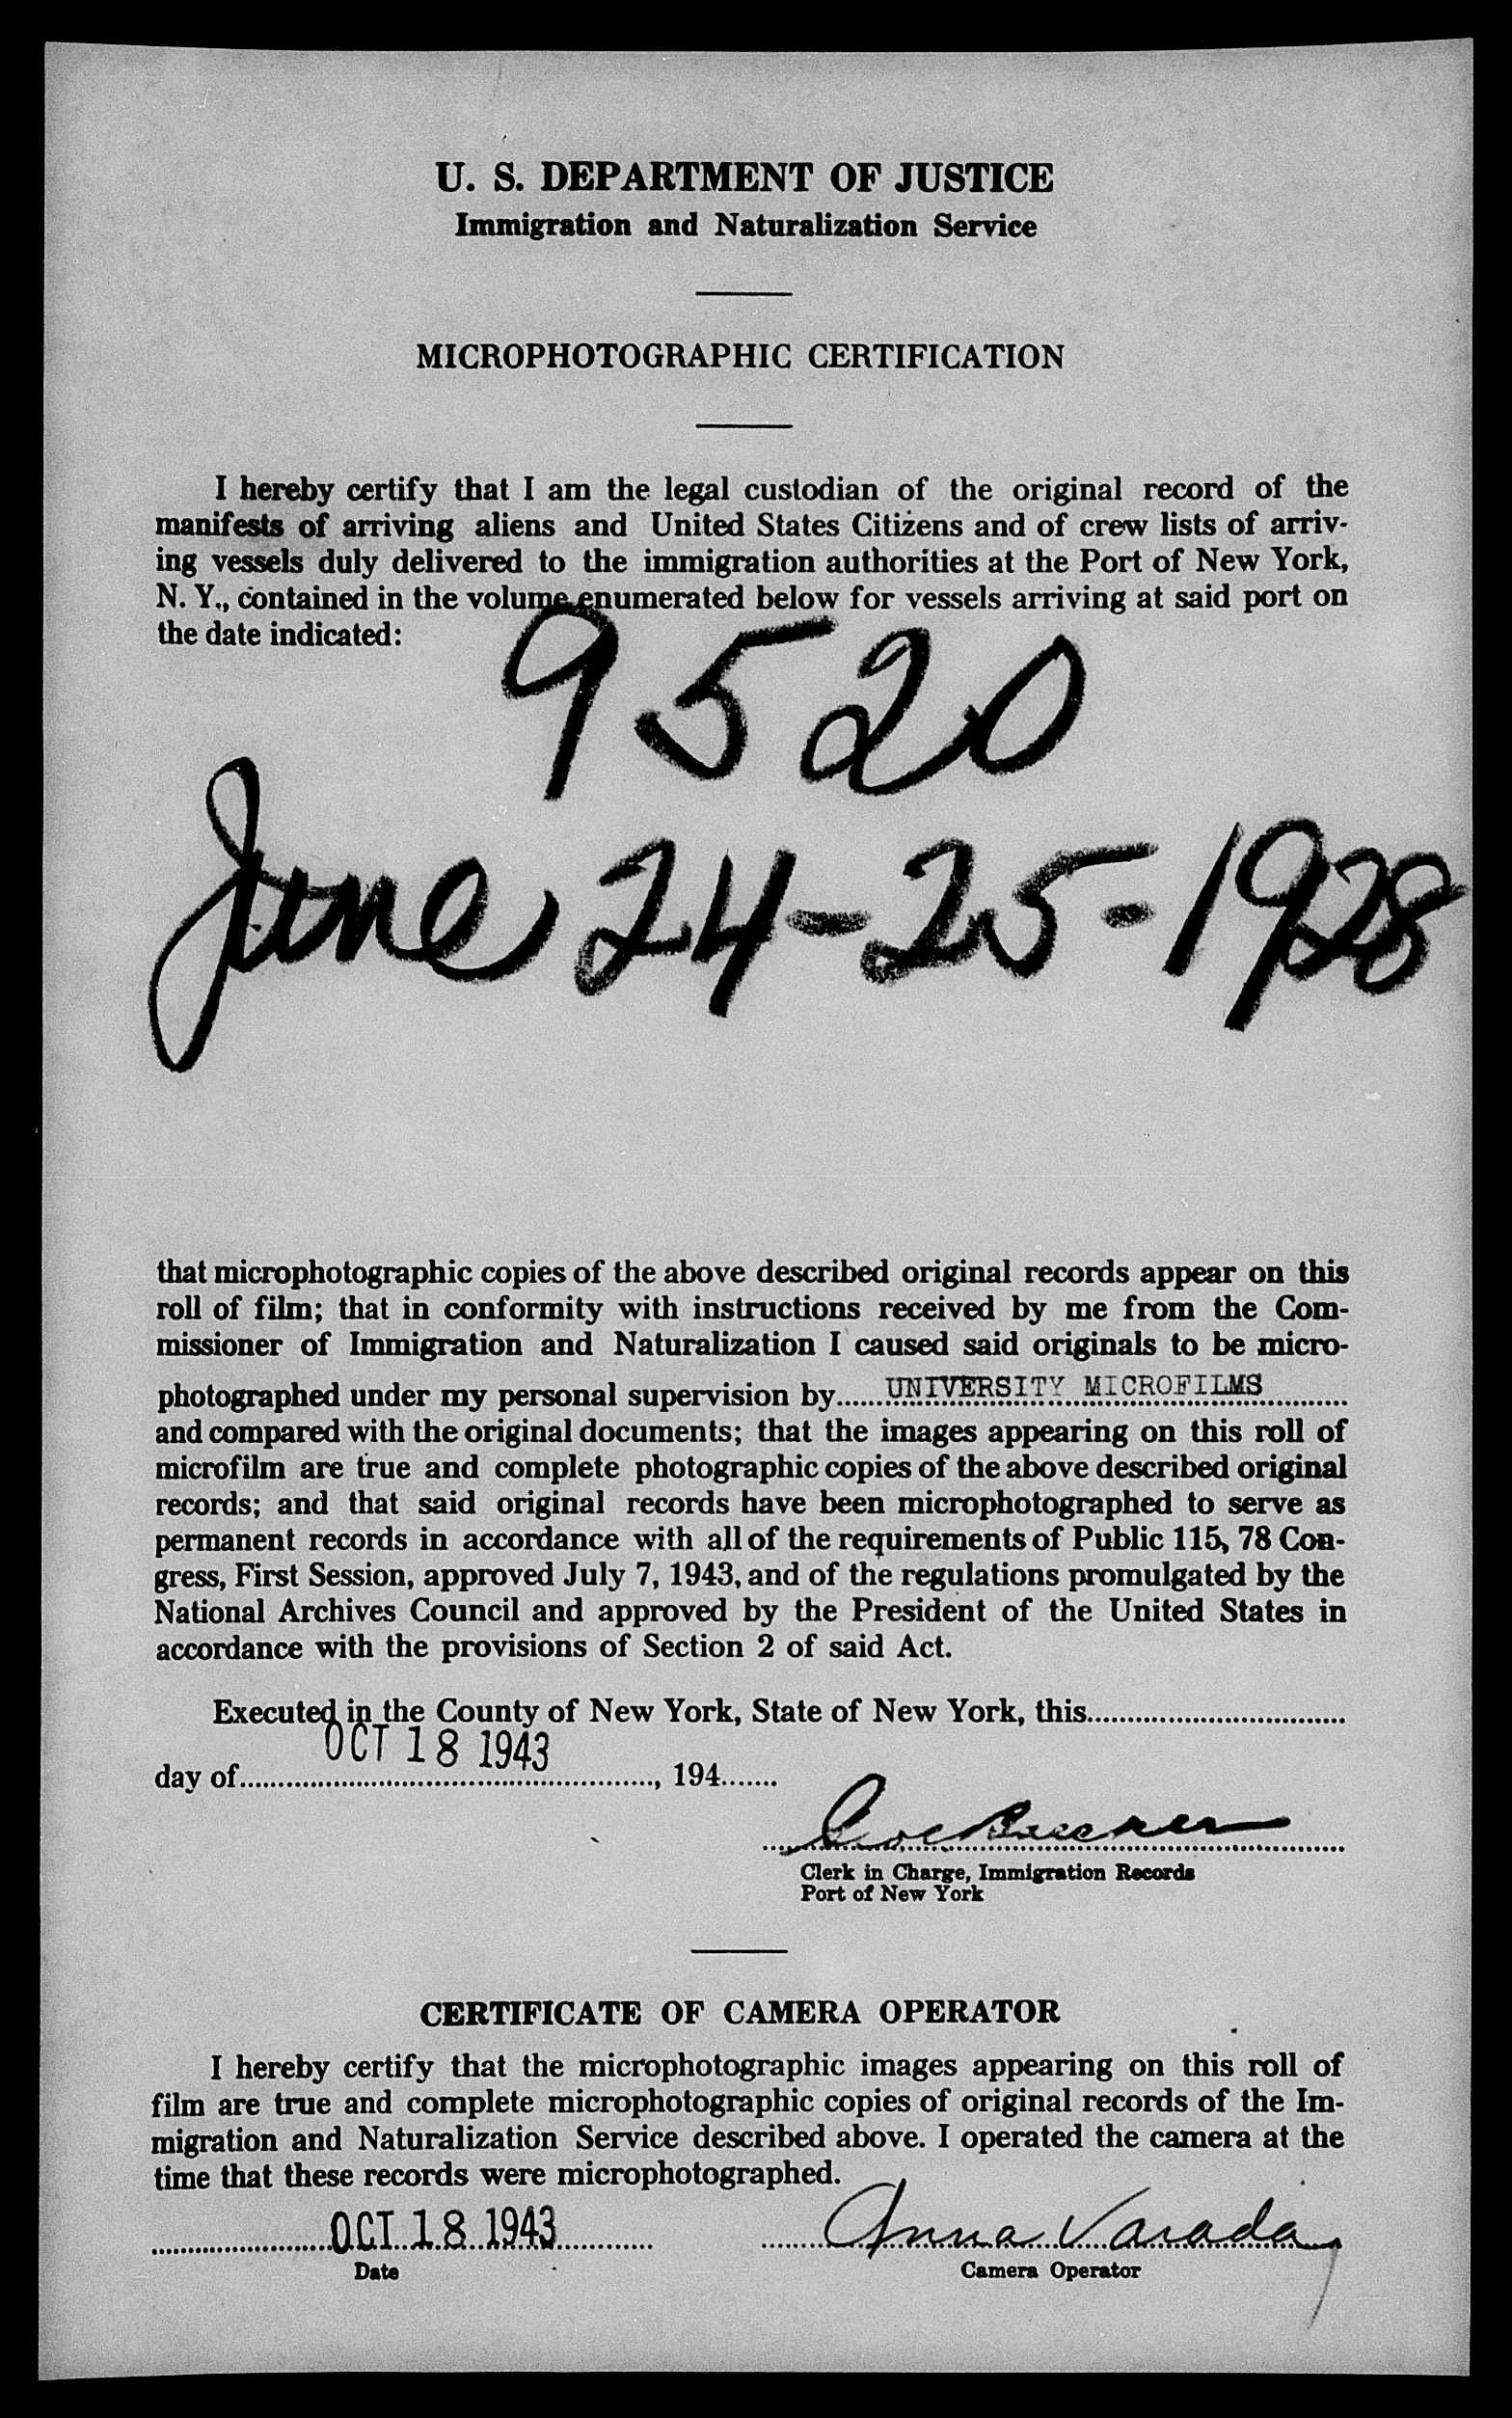 U. S. DEPARTMENT OF JUSTICE
Immigration and Naturalization Service
MICROPHOTOGRAPHIC CERTIFICATION
I hereby certify that I am the legal custodian of the original record of the
manifests of arriving aliens and United States Citizens and of crew lists of arriv-
ing vessels duly delivered to the immigration authorities at the Port of New York,
N. Y., contained in the volume enumerated below for vessels arriving at said port on
the date indicated:
9520
June 24-25-1928
that microphotographic copies of the above described original records appear on this
roll of film; that in conformity with instructions received by me from the Com-
missioner of Immigration and Naturalization I caused said originals to be micro-
photographed under my personal supervision by......UNIVERSITY MICROFILMS......
and compared with the original documents; that the images appearing on this roll of
microfilm are true and complete photographic copies of the above described original
records; and that said original records have been microphotographed to serve as
permanent records in accordance with all of the requirements of Public 115, 78 Con-
gress, First Session, approved July 7, 1943, and of the regulations promulgated by the
National Archives Council and approved by the President of the United States in
accordance with the provisions of Section 2 of said Act.
Executed in the County of New York, State of New York, this................
day of......OCT 18 1943......, 194.......
Clerk in Charge, Immigration Records
Port of New York
CERTIFICATE OF CAMERA OPERATOR
I hereby certify that the microphotographic images appearing on this roll of
film are true and complete microphotographic copies of original records of the Im-
migration and Naturalization Service described above. I operated the camera at the
time that these records were microphotographed.
OCT 18 1943 Anna Varada
Date Camera Operator